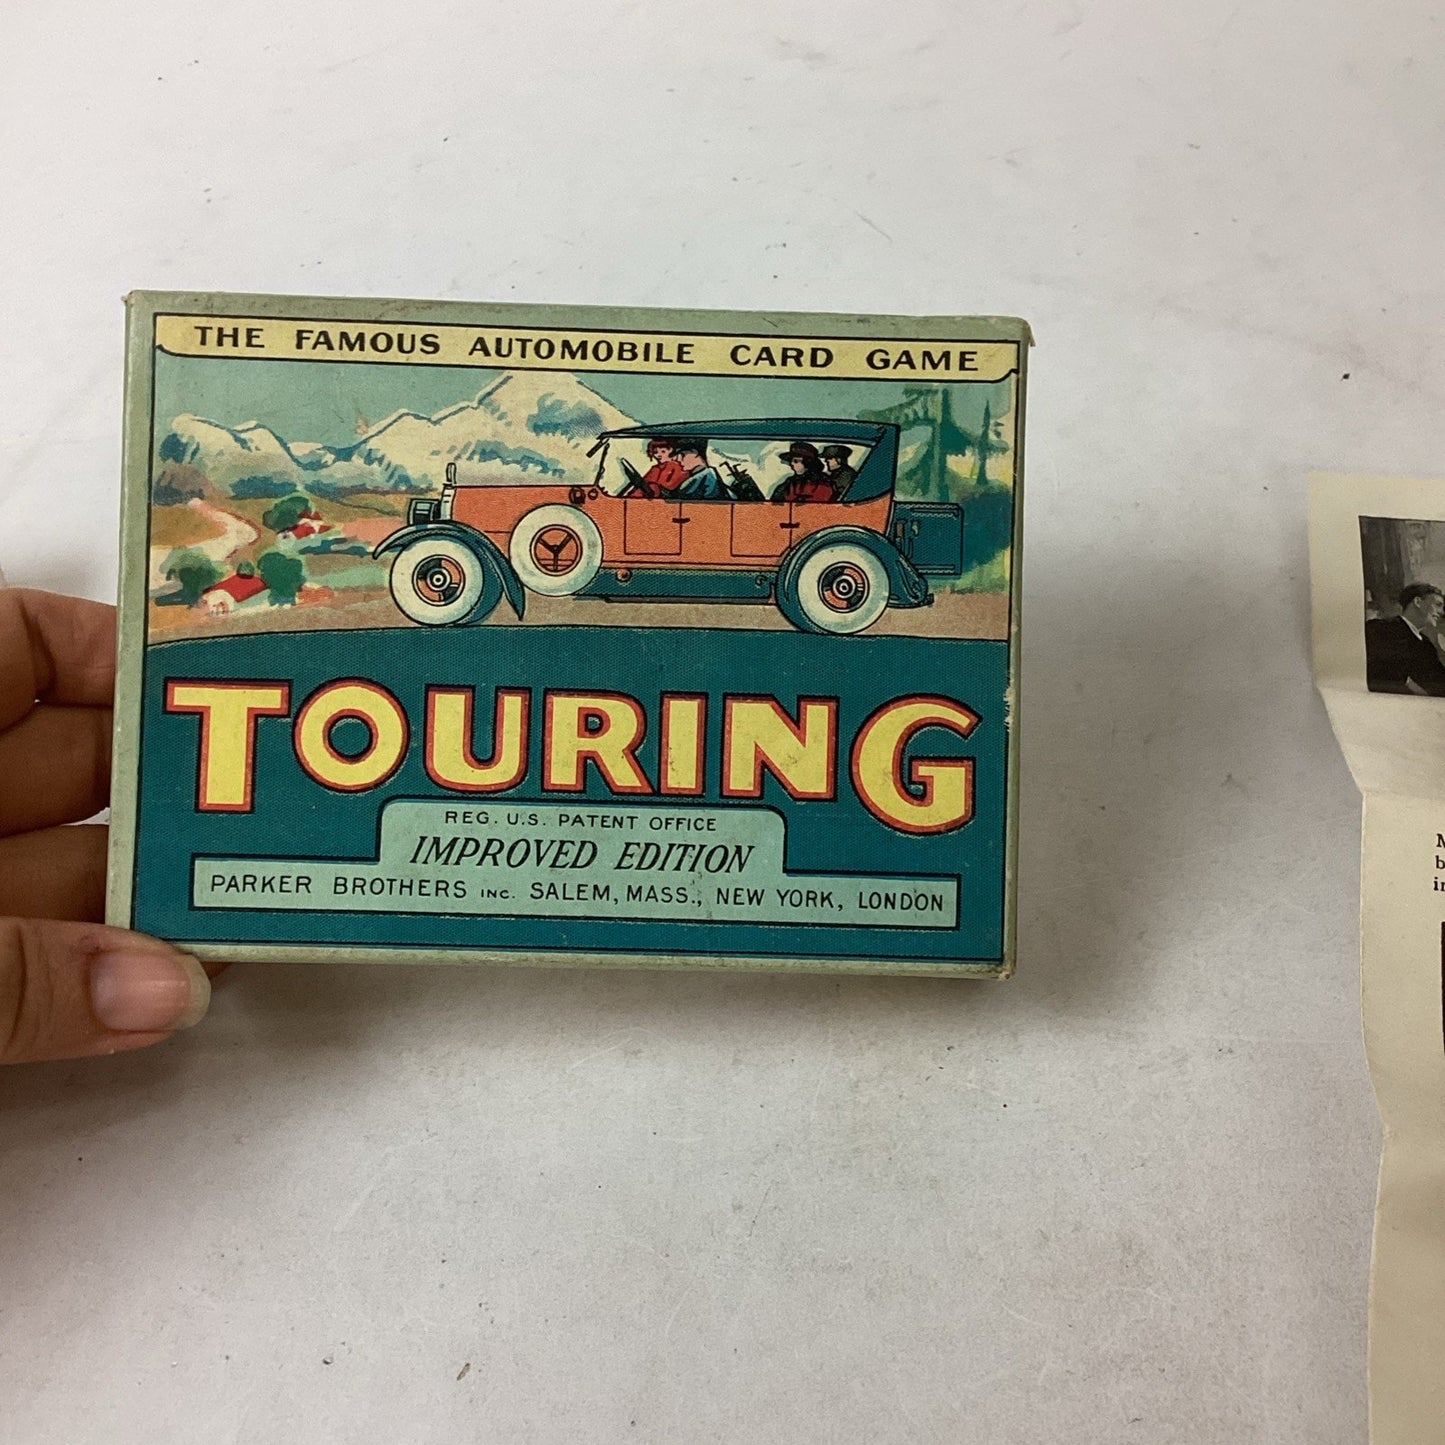 THE FAMOUS AUTOMOBILE CARD GAME
TOURING
REG. U.S. PATENT OFFICE
IMPROVED EDITION
PARKER BROTHERS INC. SALEM, MASS., NEW YORK, LONDON